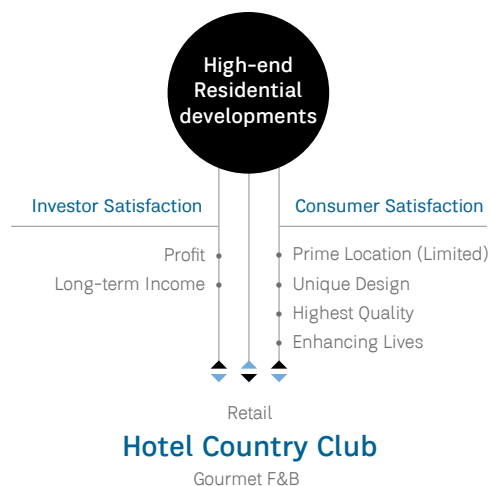 High-end
Residential
developments
Investor Satisfaction
Profit
Long-term Income
Consumer Satisfaction
Prime Location (Limited)
Unique Design
Highest Quality
Enhancing Lives
Retail
Hotel Country Club
Gourmet F&B